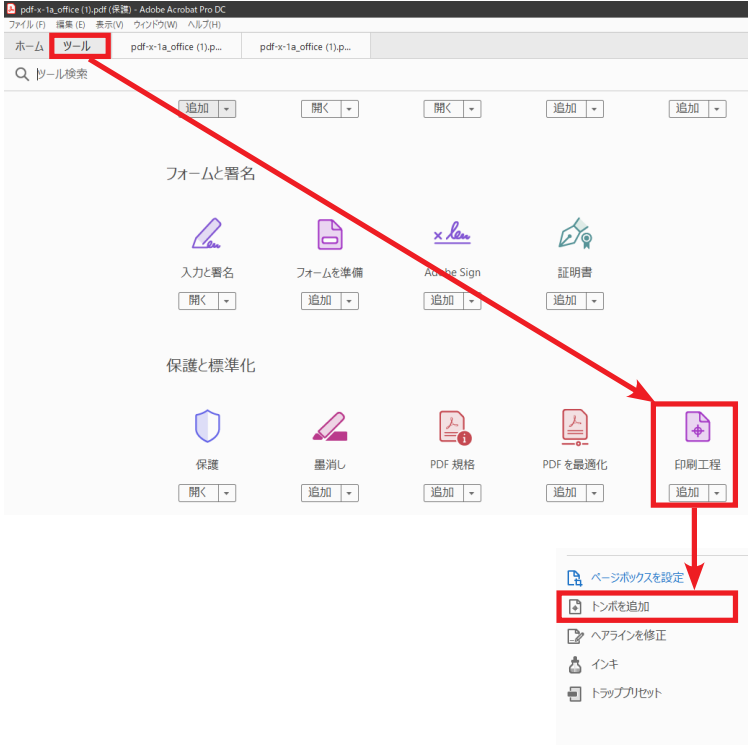 pdf-x-1a_office (1).pdf (保護) - Adobe Acrobat Pro DC
ファイル(F) 編集(E) 表示(V) ウィンドウ(W) ヘルプ(H)
ホーム ツール pdf-x-1a_office (1).p... pdf-x-1a_office (1).p...
ツール検索
追加 開く 開く 追加 追加
フォームと署名
入力と署名 フォームを準備 Adobe Sign 証明書
開く 追加 追加 追加
保護と標準化
保護 墨消し PDF 規格 PDF を最適化 印刷工程
開く 追加 追加 追加 追加
ページボックスを設定
トンボを追加
ヘアラインを修正
インキ
トラッププリセット